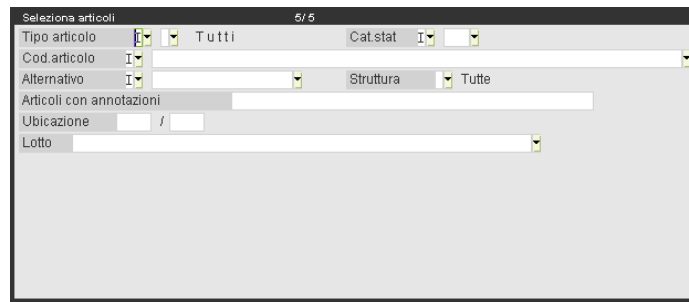 Seleziona articoli 5/5
Tipo articolo I Tutti Cat.stat I
Cod.articolo I
Alternativo I Struttura Tutte
Articoli con annotazioni
Ubicazione /
Lotto